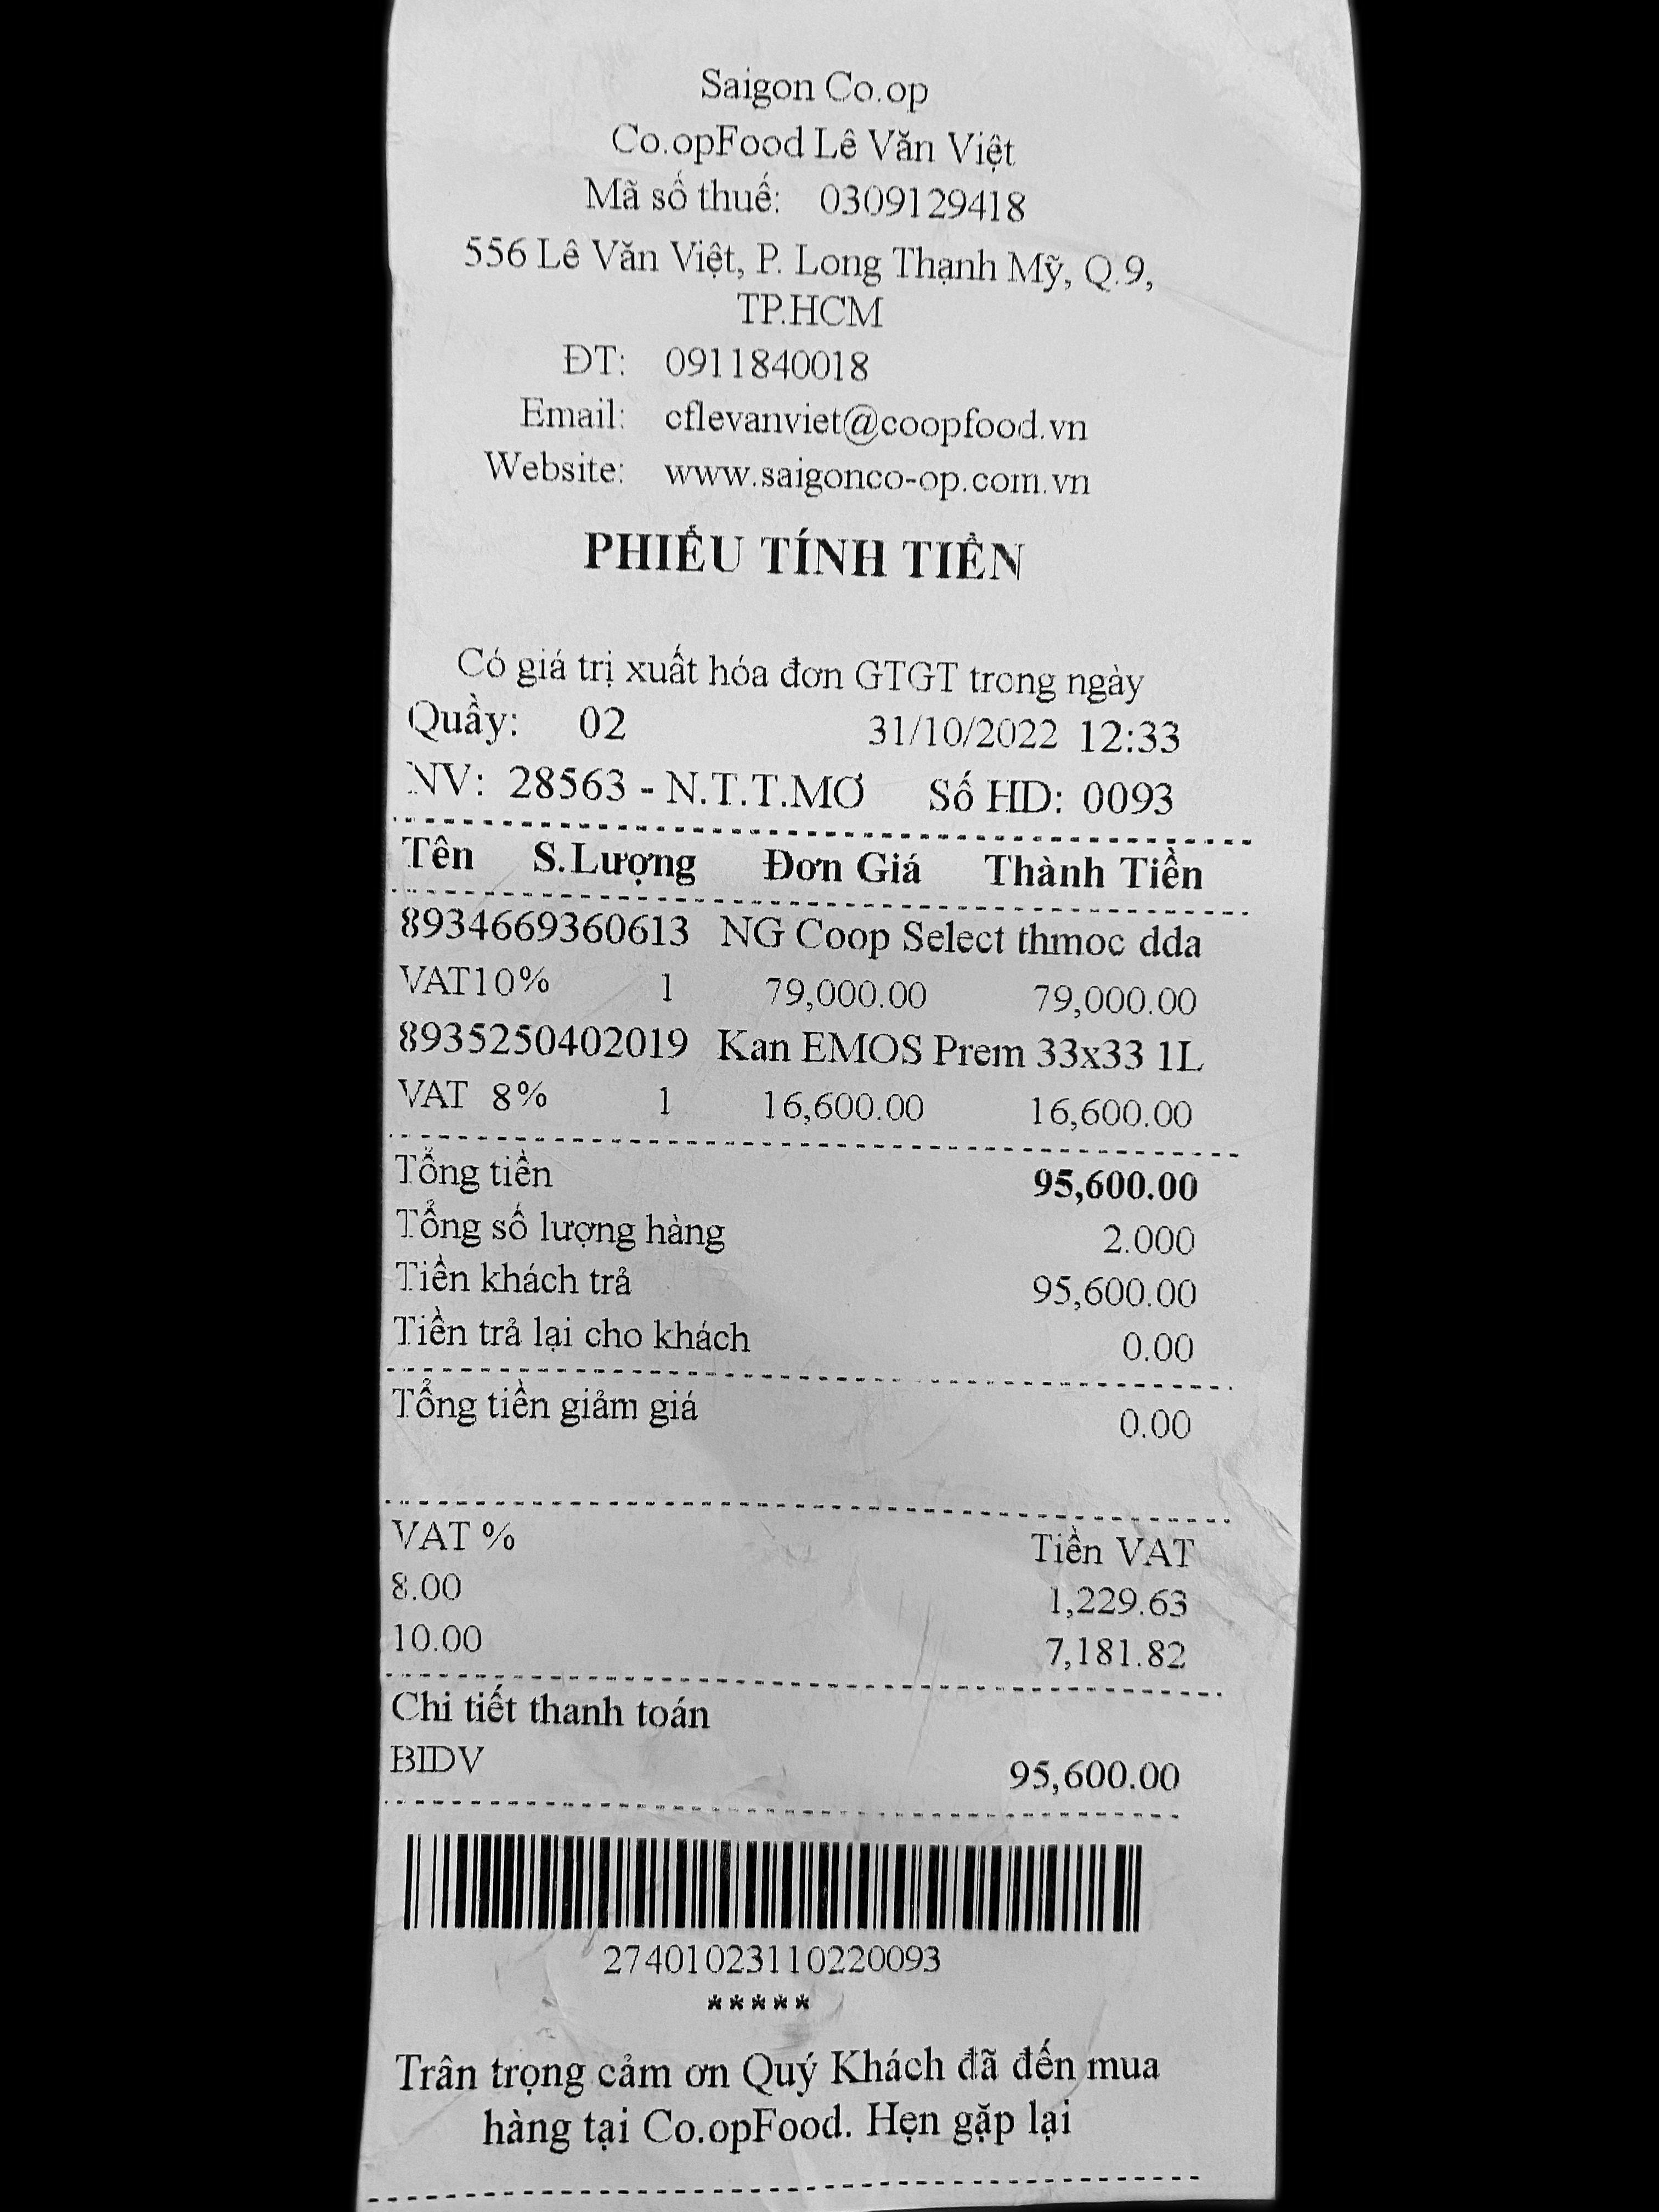 Saigon Co.op
Co.opFood Lê Văn Việt
Mã số thuế: 0309129418
556 Lê Văn Việt, P. Long Thạnh Mỹ, Q.9,
TP.HCM
ĐT: 0911840018
Email: cflevanviet@coopfood.vn
Website: www.saigonco-op.com.vn
PHIẾU TÍNH TIỀN
Có giá trị xuất hóa đơn GTGT trong ngày
Quầy: 02 31/10/2022 12:33
NV: 28563 - N.T.T.MƠ Số HD: 0093
Tên S.Lượng Đơn Giá Thành Tiền
8934669360613 NG Coop Select thmoc dda
VAT10% 1 79,000.00 79,000.00
8935250402019 Kan EMOS Prem 33x33 1L
VAT 8% 1 16,600.00 16,600.00
Tổng tiền 95,600.00
Tổng số lượng hàng 2.000
Tiền khách trả 95,600.00
Tiền trả lại cho khách 0.00
Tổng tiền giảm giá 0.00
VAT % Tiền VAT
8.00 1,229.63
10.00 7,181.82
Chi tiết thanh toán
BIDV 95,600.00
27401023110220093
*****
Trân trọng cảm ơn Quý Khách đã đến mua
hàng tại Co.opFood. Hẹn gặp lại